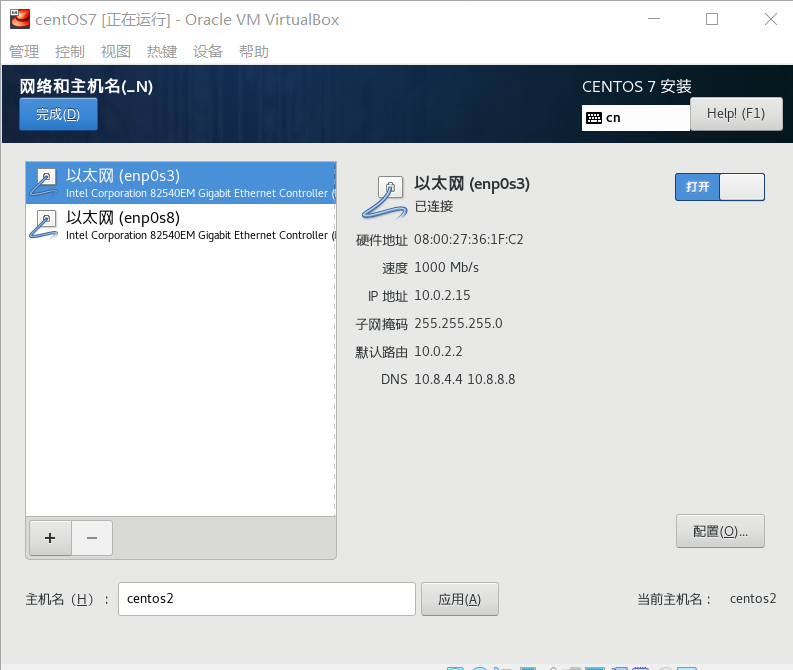 centOS7 [正在运行] - Oracle VM VirtualBox
管理 控制 视图 热键 设备 帮助
网络和主机名(_N)
完成(D)
CENTOS 7 安装
cn
Help! (F1)
以太网 (enp0s3)
Intel Corporation 82540EM Gigabit Ethernet Controller (
以太网 (enp0s8)
Intel Corporation 82540EM Gigabit Ethernet Controller (
以太网 (enp0s3)
已连接
打开
硬件地址 08:00:27:36:1F:C2
速度 1000 Mb/s
IP 地址 10.0.2.15
子网掩码 255.255.255.0
默认路由 10.0.2.2
DNS 10.8.4.4 10.8.8.8
+ −
配置(O)...
主机名（H）： centos2 应用(A) 当前主机名： centos2